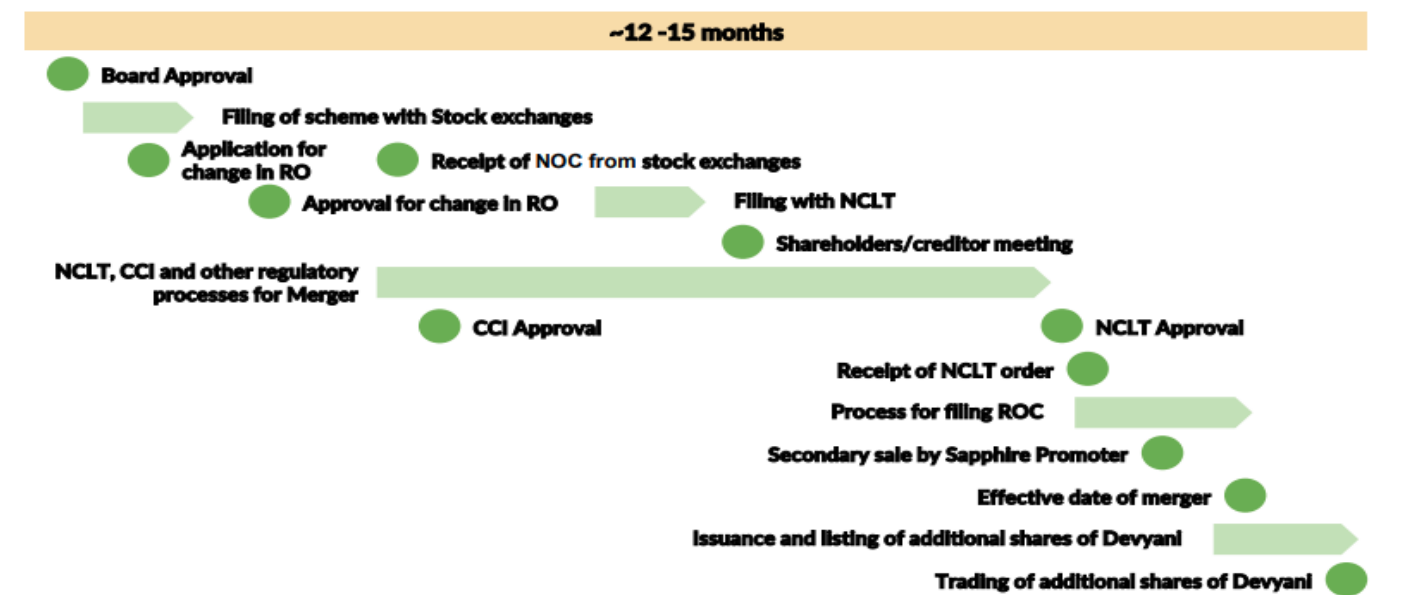 ~12 -15 months
Board Approval
Filing of scheme with Stock exchanges
Application for
change in RO
Receipt of NOC from stock exchanges
Approval for change in RO
Filing with NCLT
Shareholders/creditor meeting
NCLT, CCI and other regulatory
processes for Merger
CCI Approval
NCLT Approval
Receipt of NCLT order
Process for filing ROC
Secondary sale by Sapphire Promoter
Effective date of merger
Issuance and listing of additional shares of Devyani
Trading of additional shares of Devyani